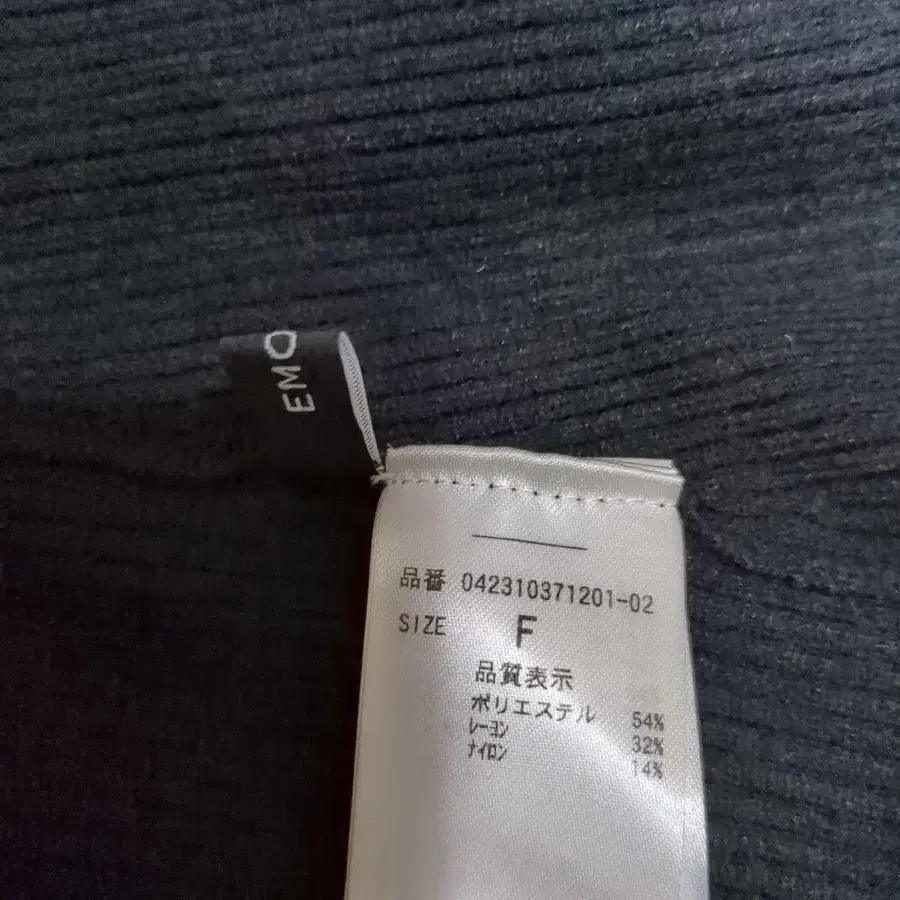 EMO
品番 042310371201-02
SIZE F
品質表示
ポリエステル 54%
レーヨン 32%
ナイロン 14%